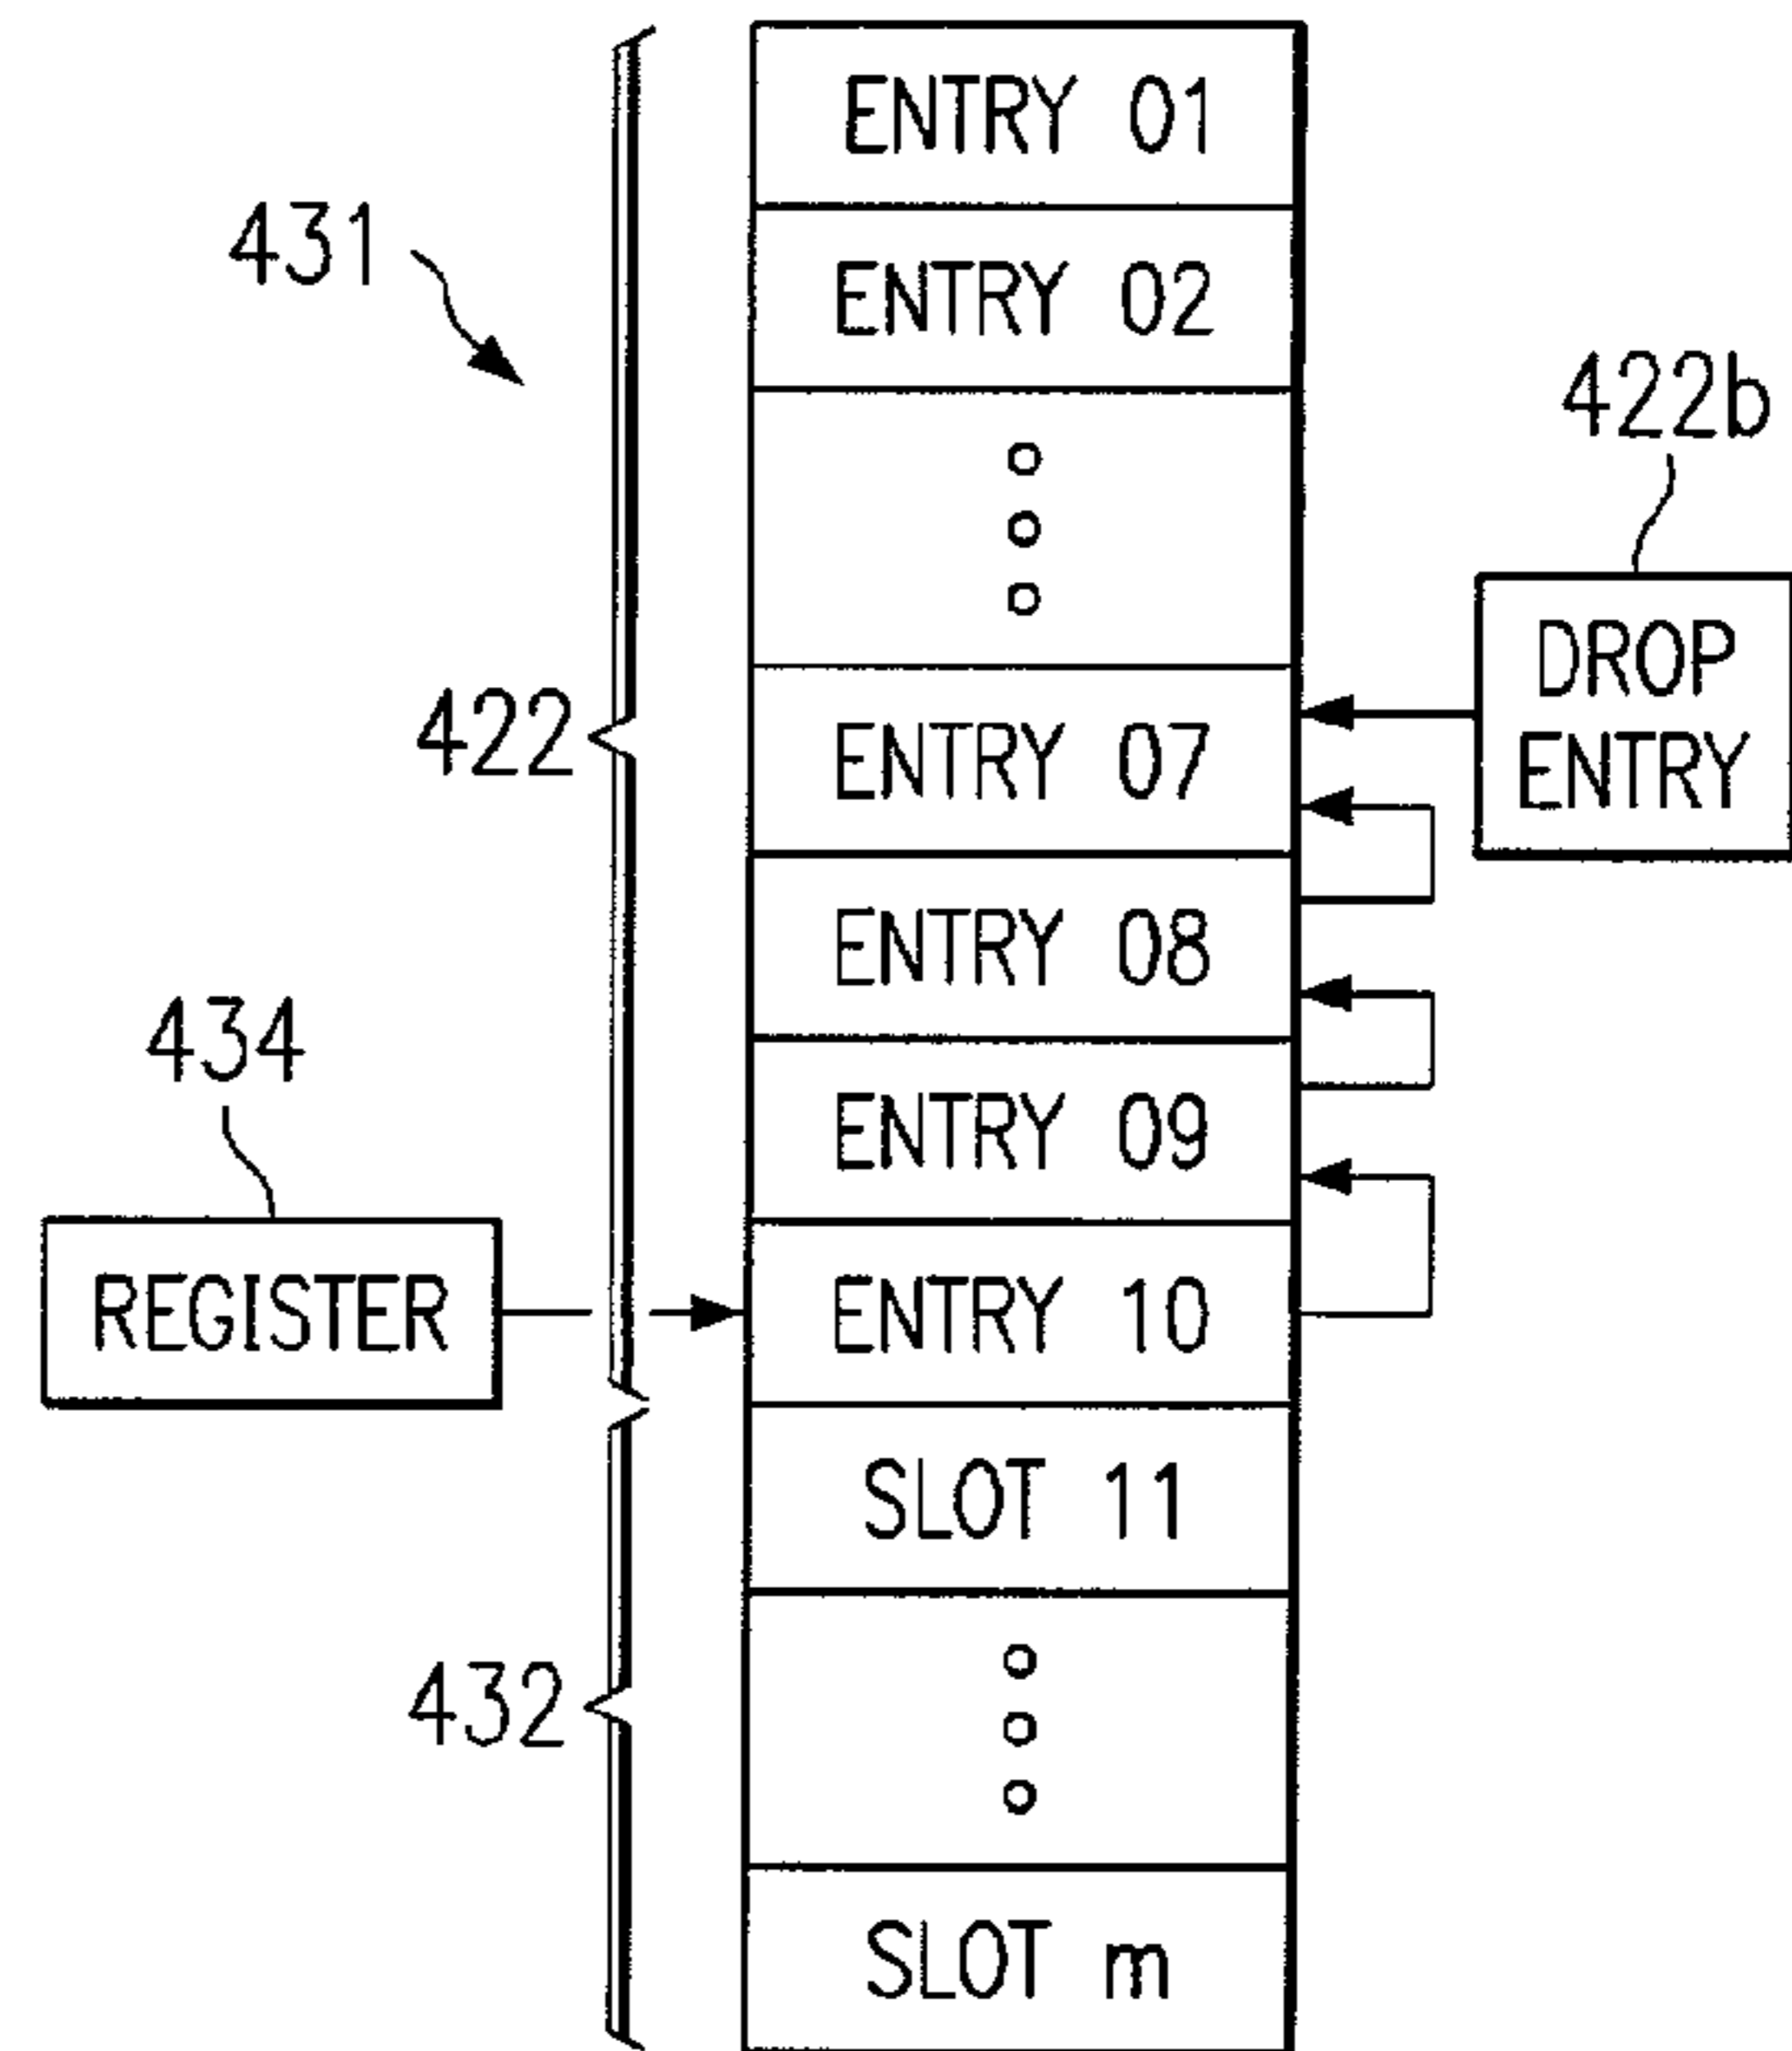 ENTRY 01
431
ENTRY 02
422b
422
DROP
ENTRY
ENTRY 07
ENTRY 08
434
ENTRY 09
REGISTER
ENTRY 10
SLOT 11
432
SLOT m